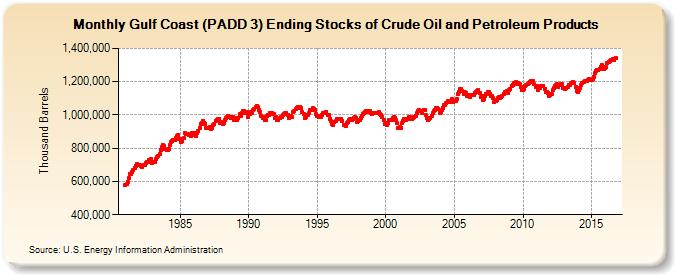 Monthly Gulf Coast (PADD 3) Ending Stocks of Crude Oil and Petroleum Products
Thousand Barrels
1,400,000
1,200,000
1,000,000
800,000
600,000
400,000
1985 1990 1995 2000 2005 2010 2015
Source: U.S. Energy Information Administration